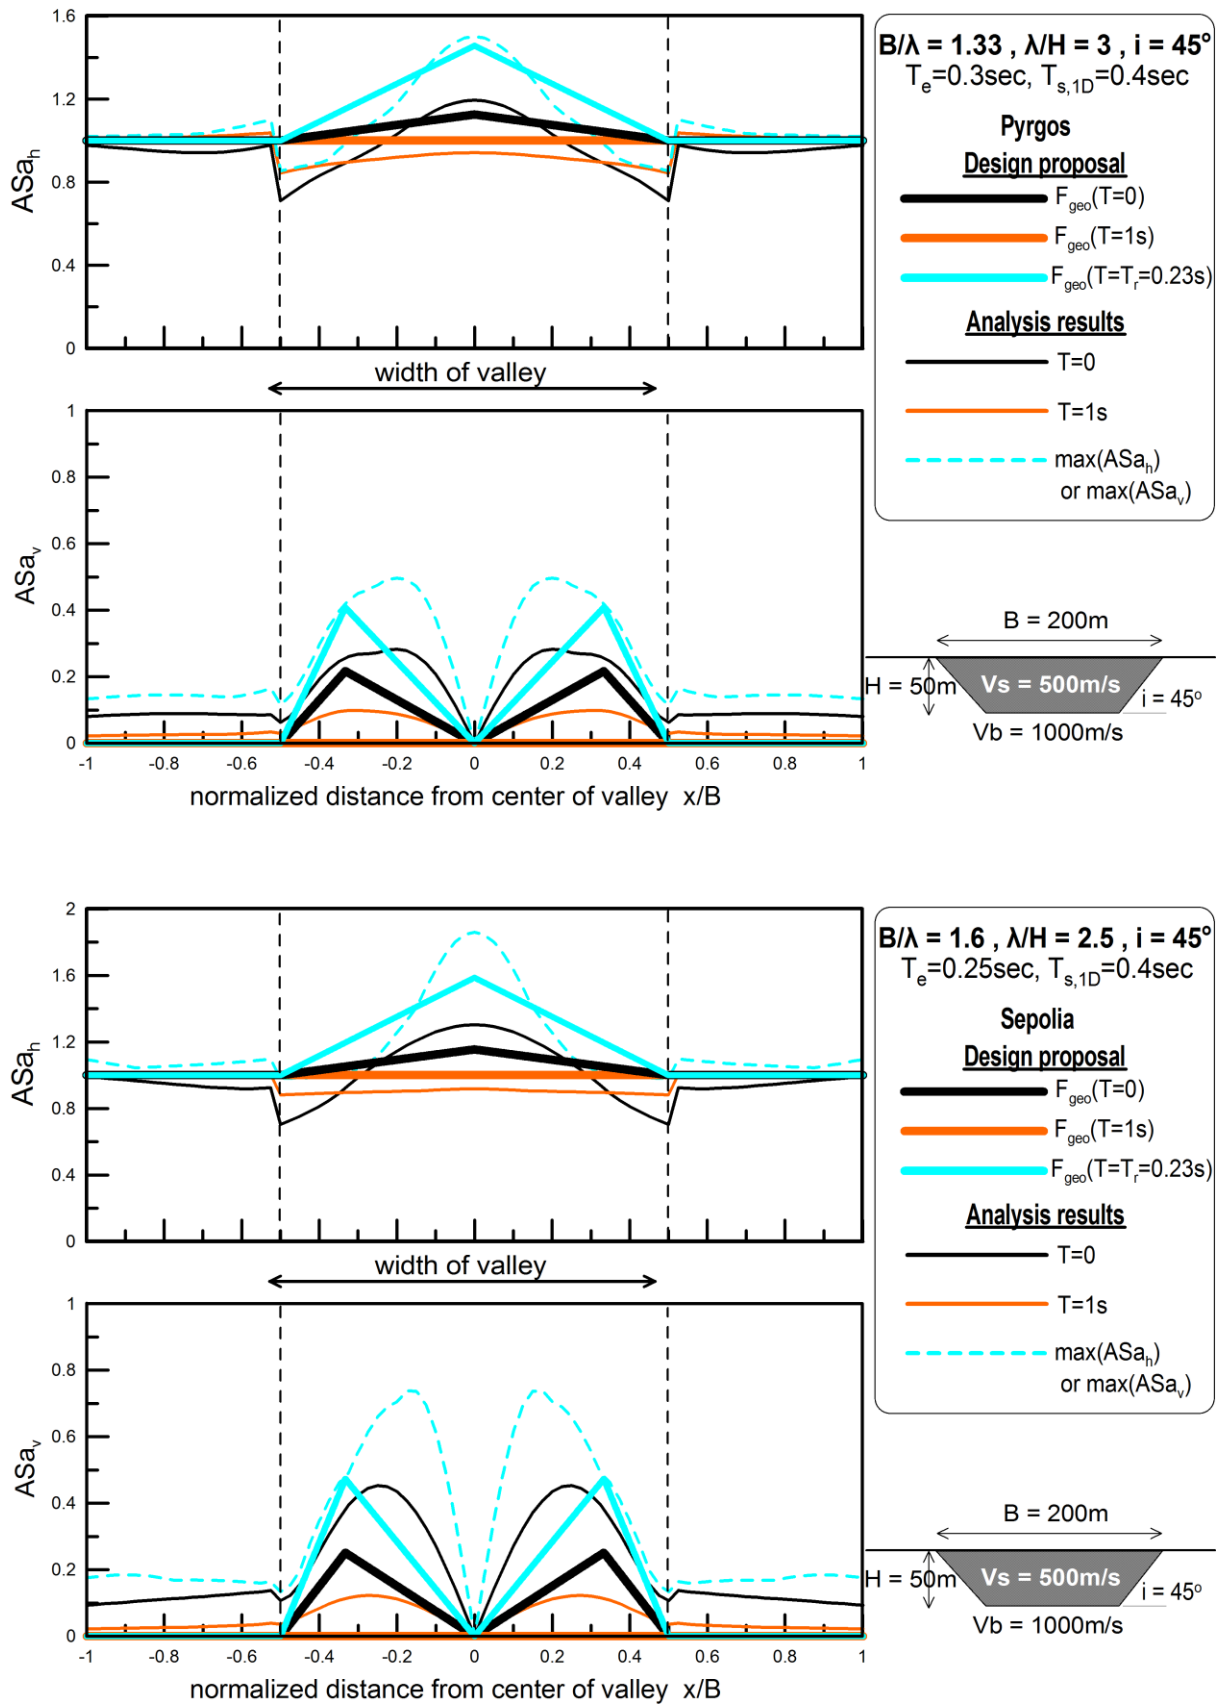 1.6
1.2
0.8
0.4
0
ASa_h
B/λ = 1.33 , λ/H = 3 , i = 45°
T_e=0.3sec, T_s,1D=0.4sec
Pyrgos
Design proposal
F_geo(T=0)
F_geo(T=1s)
F_geo(T=T_r=0.23s)
Analysis results
T=0
T=1s
max(ASa_h)
or max(ASa_v)
width of valley
1
0.8
0.6
0.4
0.2
0
ASa_v
-1 -0.8 -0.6 -0.4 -0.2 0 0.2 0.4 0.6 0.8 1
normalized distance from center of valley x/B
B = 200m
H = 50m
Vs = 500m/s
i = 45°
Vb = 1000m/s
2
1.6
1.2
0.8
0.4
0
ASa_h
B/λ = 1.6 , λ/H = 2.5 , i = 45°
T_e=0.25sec, T_s,1D=0.4sec
Sepolia
Design proposal
F_geo(T=0)
F_geo(T=1s)
F_geo(T=T_r=0.23s)
Analysis results
T=0
T=1s
max(ASa_h)
or max(ASa_v)
width of valley
1
0.8
0.6
0.4
0.2
0
ASa_v
-1 -0.8 -0.6 -0.4 -0.2 0 0.2 0.4 0.6 0.8 1
normalized distance from center of valley x/B
B = 200m
H = 50m
Vs = 500m/s
i = 45°
Vb = 1000m/s